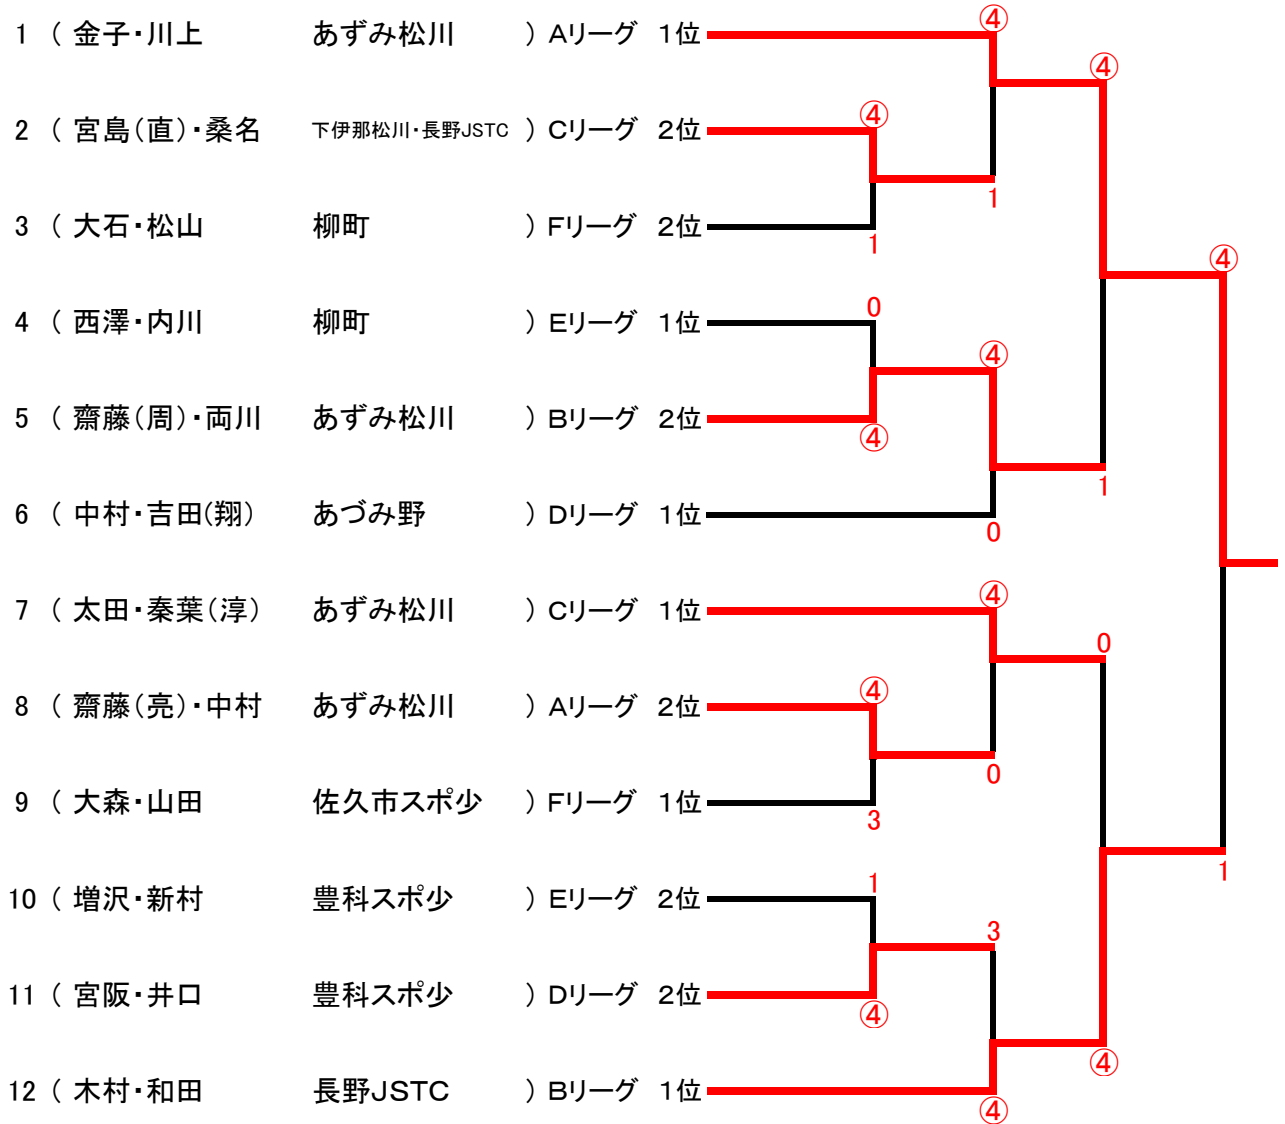 ④
1 ( 金子・川上 あずみ松川 ) Aリーグ 1位
④
④
2 ( 宮島(直)・桑名 下伊那松川・長野JSTC ) Cリーグ 2位
1
3 ( 大石・松山 柳町 ) Fリーグ 2位
1
④
0
4 ( 西澤・内川 柳町 ) Eリーグ 1位
④
5 ( 齋藤(周)・両川 あずみ松川 ) Bリーグ 2位
④
1
6 ( 中村・吉田(翔) あづみ野 ) Dリーグ 1位
0
④
7 ( 太田・秦葉(淳) あずみ松川 ) Cリーグ 1位
0
④
8 ( 齋藤(亮)・中村 あずみ松川 ) Aリーグ 2位
0
9 ( 大森・山田 佐久市スポ少 ) Fリーグ 1位
3
1
1
10 ( 増沢・新村 豊科スポ少 ) Eリーグ 2位
3
11 ( 宮阪・井口 豊科スポ少 ) Dリーグ 2位
④
④
12 ( 木村・和田 長野JSTC ) Bリーグ 1位
④